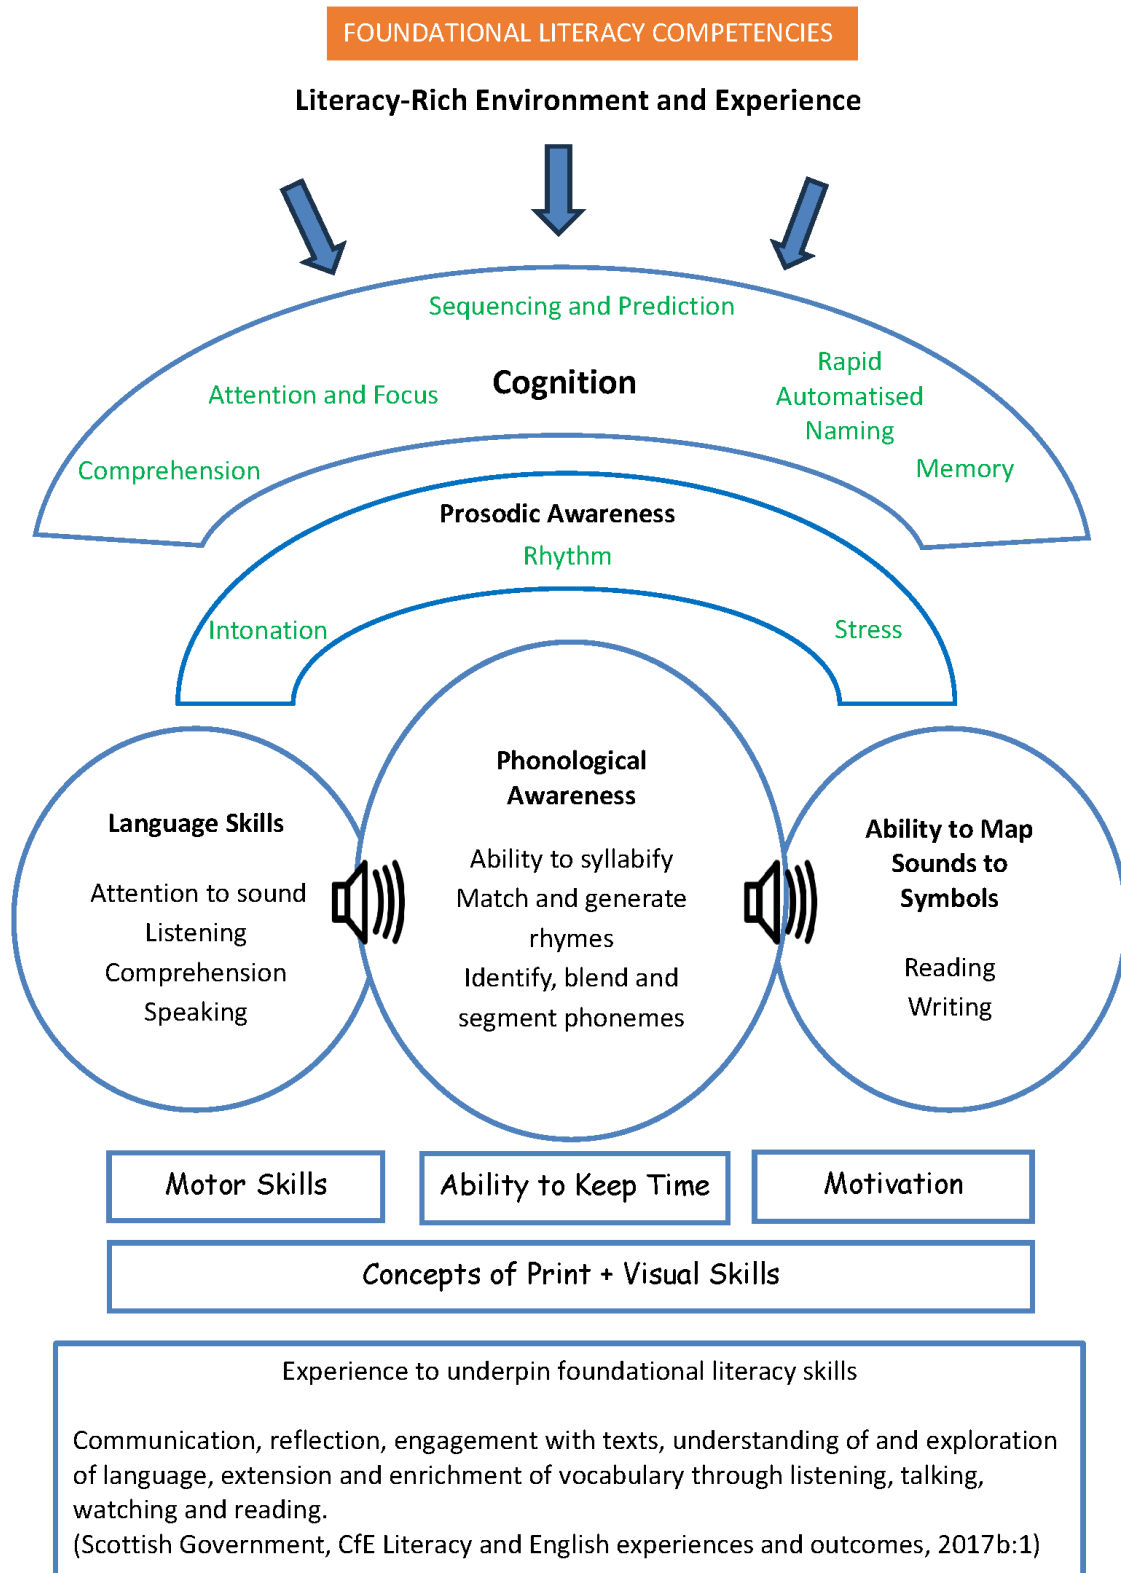 FOUNDATIONAL LITERACY COMPETENCIES
Literacy-Rich Environment and Experience
Sequencing and Prediction
Cognition
Attention and Focus
Rapid
Automatised
Naming
Comprehension
Memory
Prosodic Awareness
Rhythm
Intonation
Stress
Language Skills
Attention to sound
Listening
Comprehension
Speaking
Phonological
Awareness
Ability to syllabify
Match and generate
rhymes
Identify, blend and
segment phonemes
Ability to Map
Sounds to
Symbols
Reading
Writing
Motor Skills
Ability to Keep Time
Motivation
Concepts of Print + Visual Skills
Experience to underpin foundational literacy skills
Communication, reflection, engagement with texts, understanding of and exploration
of language, extension and enrichment of vocabulary through listening, talking,
watching and reading.
(Scottish Government, CfE Literacy and English experiences and outcomes, 2017b:1)